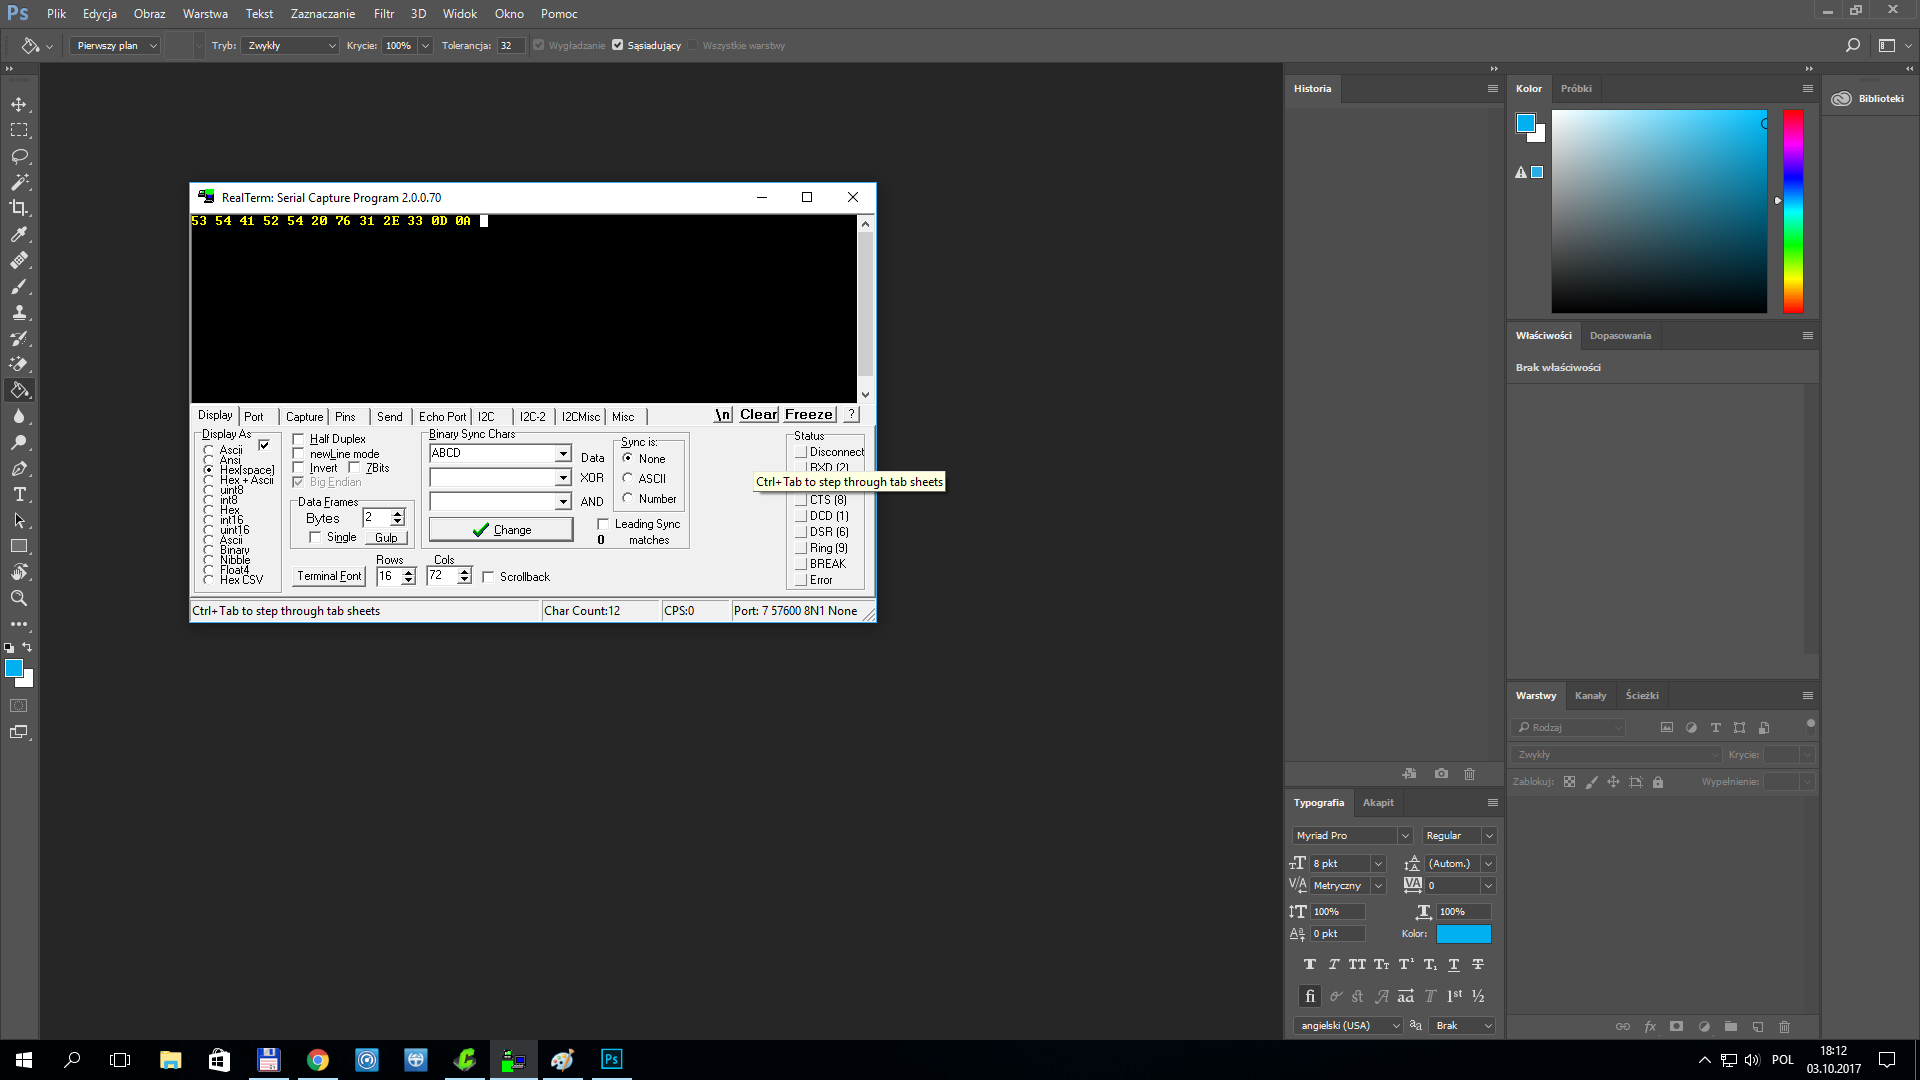 Ps Plik Edycja Obraz Warstwa Tekst Zaznaczanie Filtr 3D Widok Okno Pomoc
Pierwszy plan Tryb: Zwykły Krycie: 100% Tolerancja: 32 Wygładzanie Sąsiadujący Wszystkie warstwy
Historia
Kolor Próbki
Biblioteki
RealTerm: Serial Capture Program 2.0.0.70
53 54 41 52 54 20 76 31 2E 33 0D 0A
Display Port Capture Pins Send Echo Port I2C I2C-2 I2CMisc Misc \n Clear Freeze ?
Display As
Ascii
Ansi
Hex[space]
Hex + Ascii
uint8
int8
Hex
int16
uint16
Ascii
Binary
Nibble
Float4
Hex CSV
Half Duplex
newLine mode
Invert 7Bits
Big Endian
Data Frames
Bytes 2
Single Gulp
Rows Cols
Terminal Font 16 72 Scrollback
Binary Sync Chars
ABCD Data
XOR
AND
Change
Sync is:
None
ASCII
Number
Leading Sync
0 matches
Status
Disconnect
RXD (2)
Ctrl+Tab to step through tab sheets
CTS (8)
DCD (1)
DSR (6)
Ring (9)
BREAK
Error
Ctrl+Tab to step through tab sheets Char Count:12 CPS:0 Port: 7 57600 8N1 None
Właściwości Dopasowania
Brak właściwości
Warstwy Kanały Ścieżki
Rodzaj
Zwykły Krycie:
Zablokuj: Wypełnienie:
Typografia Akapit
Myriad Pro Regular
8 pkt (Autom.)
Metryczny 0
100% 100%
0 pkt Kolor:
angielski (USA) aa Brak
POL
18:12
03.10.2017